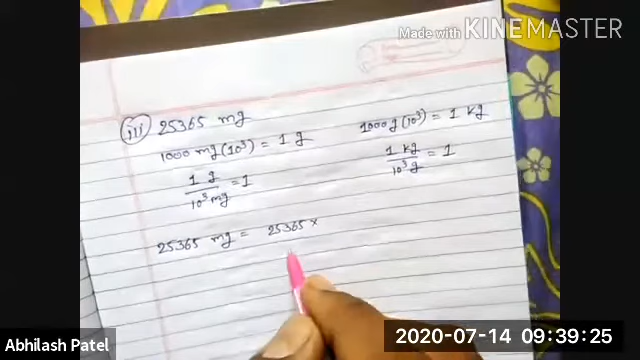 Made with KINEMASTER
(iii) 25365 mg
1000 mg (10³) = 1 g
1 g / 10³ mg = 1
1000 g (10³) = 1 kg
1 kg / 10³ g = 1
25365 mg = 25365 ×
Abhilash Patel
2020-07-14 09:39:25